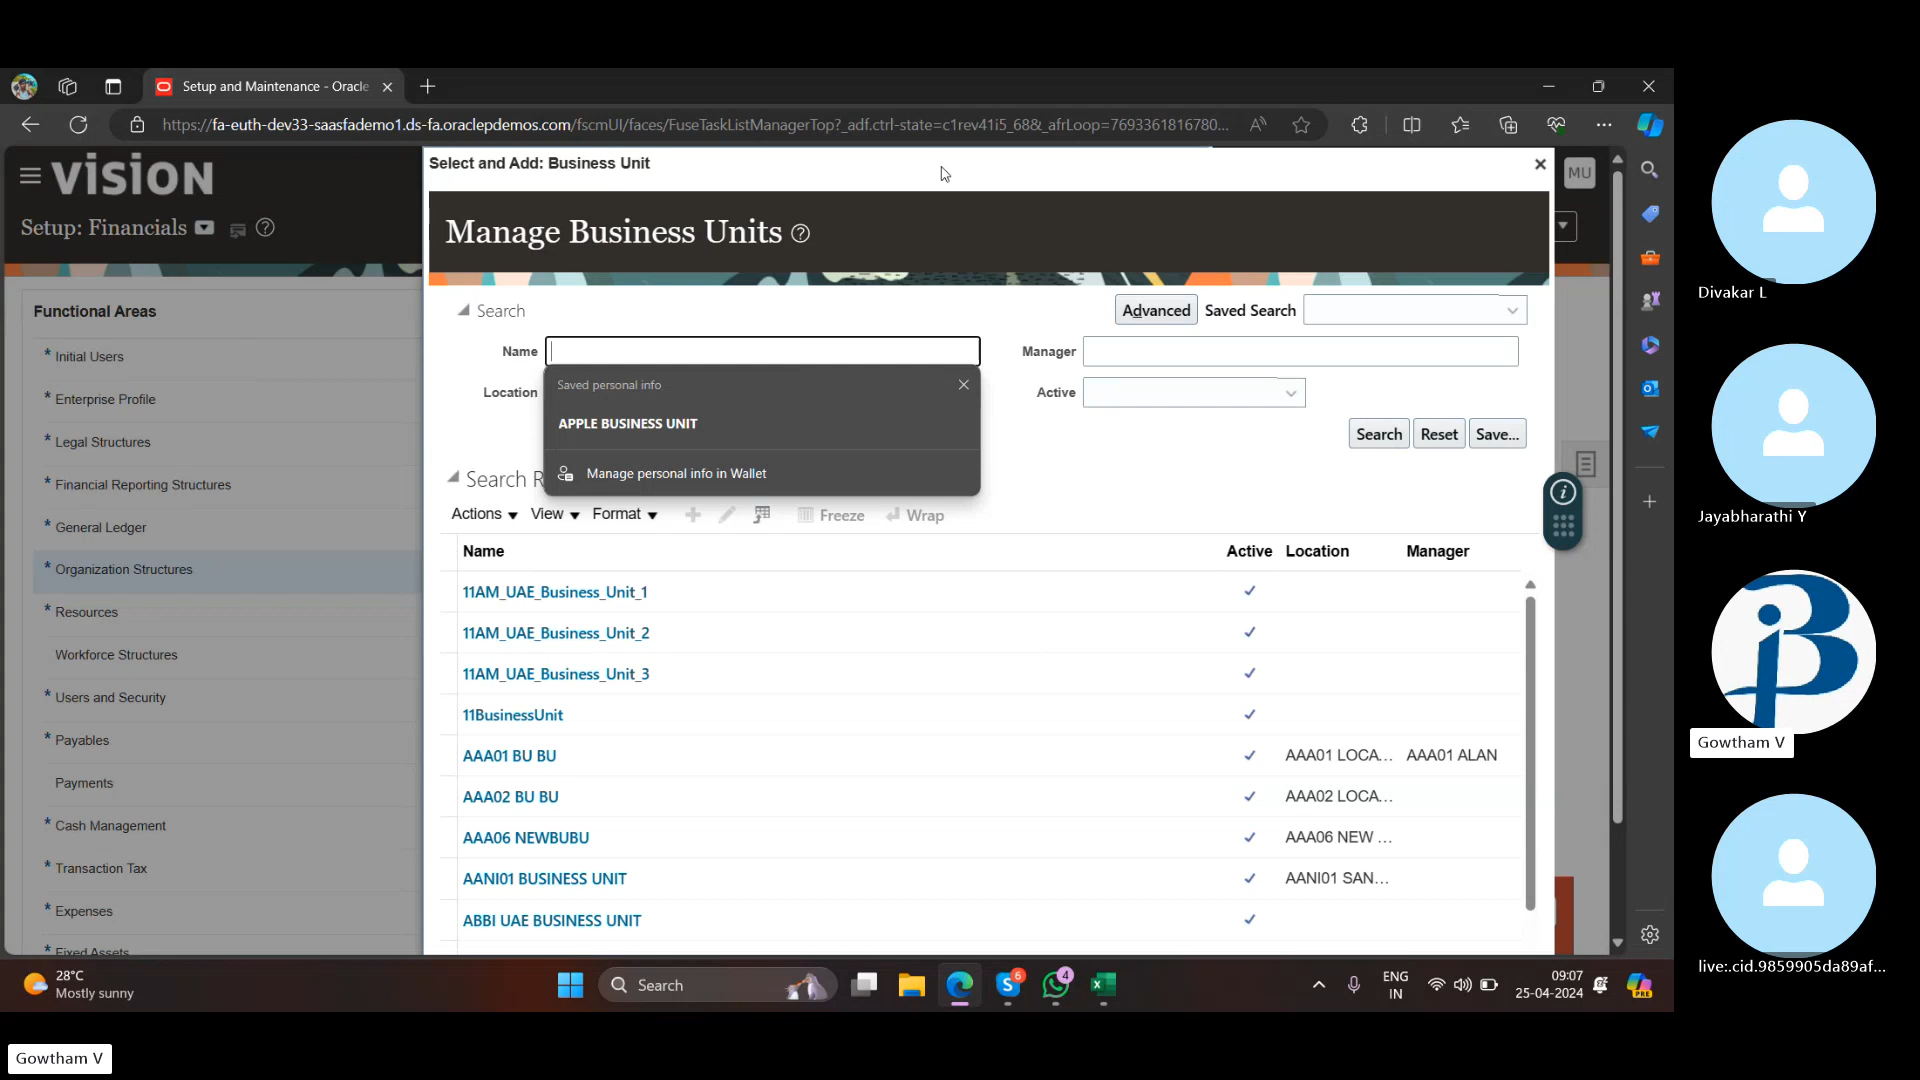 Setup and Maintenance - Oracle
https://fa-euth-dev33-saasfademo1.ds-fa.oraclepdemos.com/fscmUI/faces/FuseTaskListManagerTop?_adf.ctrl-state=c1rev41i5_68&_afrLoop=7693361816780...
VISION
Setup: Financials
MU
Functional Areas
* Initial Users
* Enterprise Profile
* Legal Structures
* Financial Reporting Structures
* General Ledger
* Organization Structures
* Resources
Workforce Structures
* Users and Security
* Payables
Payments
* Cash Management
* Transaction Tax
* Expenses
* Fixed Assets
Select and Add: Business Unit
Manage Business Units
Search
Advanced Saved Search
Name
Manager
Location
Active
Saved personal info
APPLE BUSINESS UNIT
Manage personal info in Wallet
Search Reset Save...
Search R
Actions View Format Freeze Wrap
Name Active Location Manager
11AM_UAE_Business_Unit_1
11AM_UAE_Business_Unit_2
11AM_UAE_Business_Unit_3
11BusinessUnit
AAA01 BU BU AAA01 LOCA... AAA01 ALAN
AAA02 BU BU AAA02 LOCA...
AAA06 NEWBUBU AAA06 NEW ...
AANI01 BUSINESS UNIT AANI01 SAN...
ABBI UAE BUSINESS UNIT
Divakar L
Jayabharathi Y
Gowtham V
live:.cid.9859905da89af...
28°C
Mostly sunny
Search
6
4
ENG
IN
09:07
25-04-2024
PRE
Gowtham V